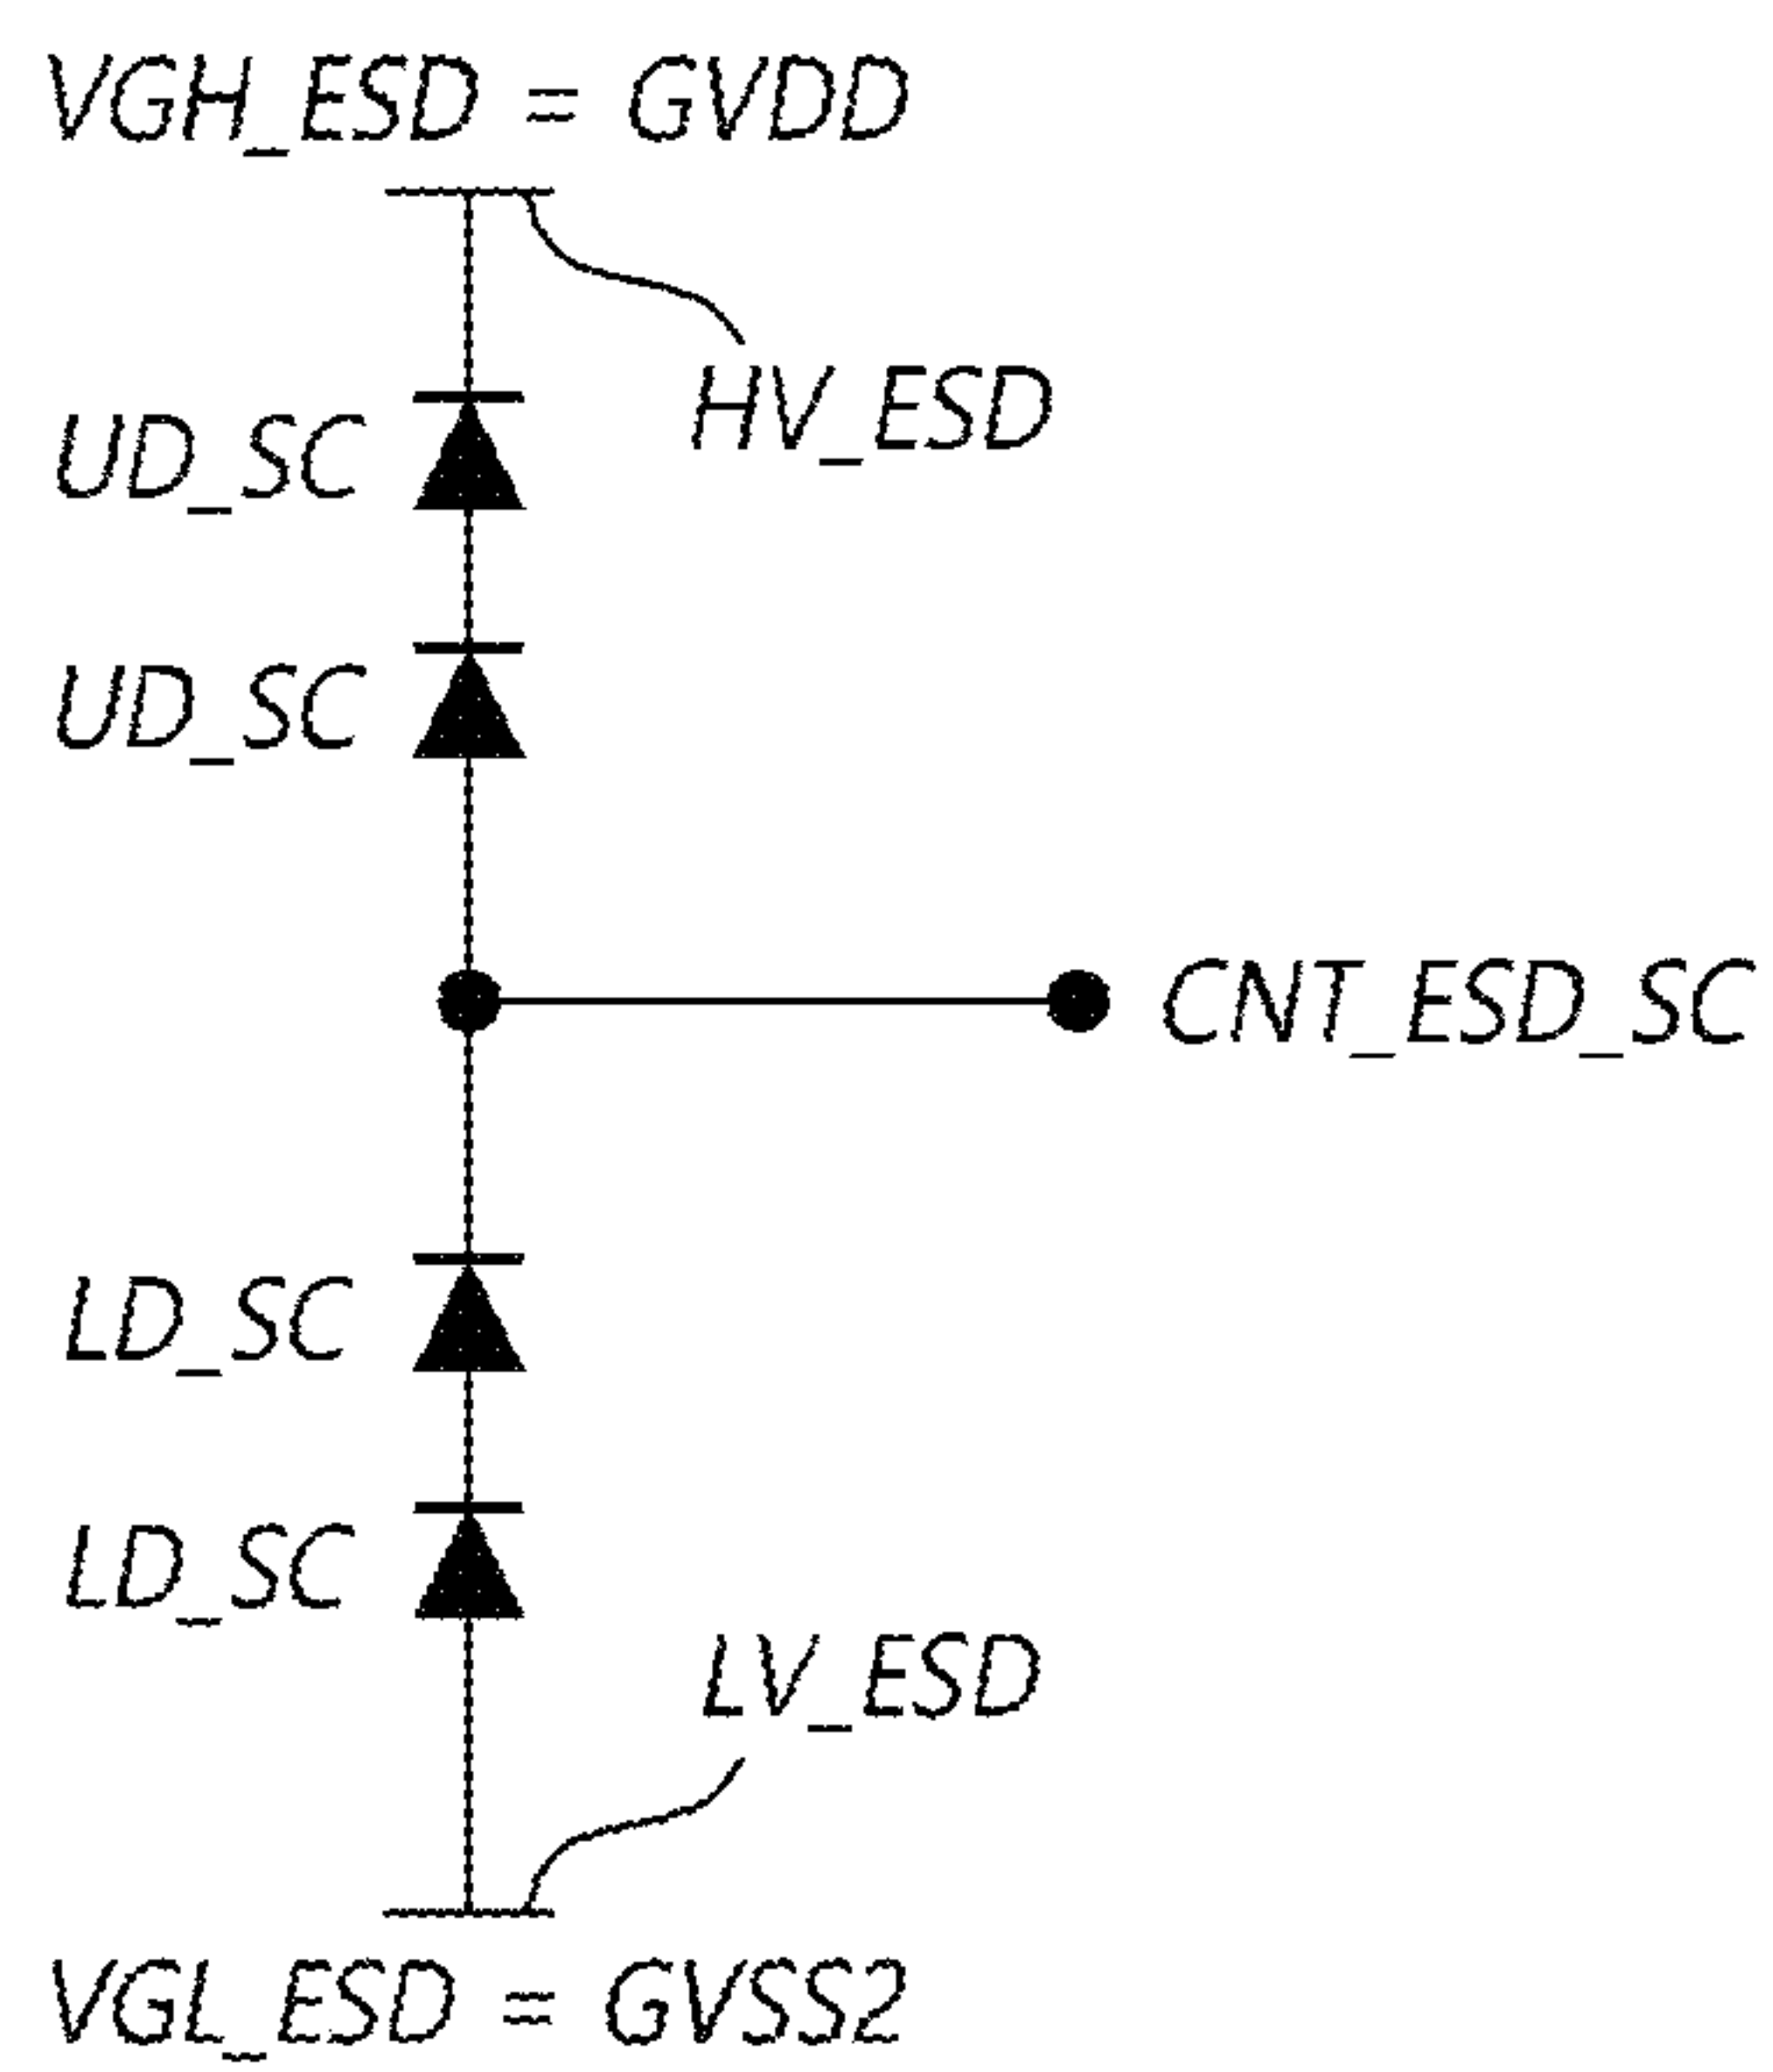 VGH_ESD = GVDD
HV_ESD
UD_SC
UD_SC
CNT_ESD_SC
LD_SC
LD_SC
LV_ESD
VGL_ESD = GVSS2